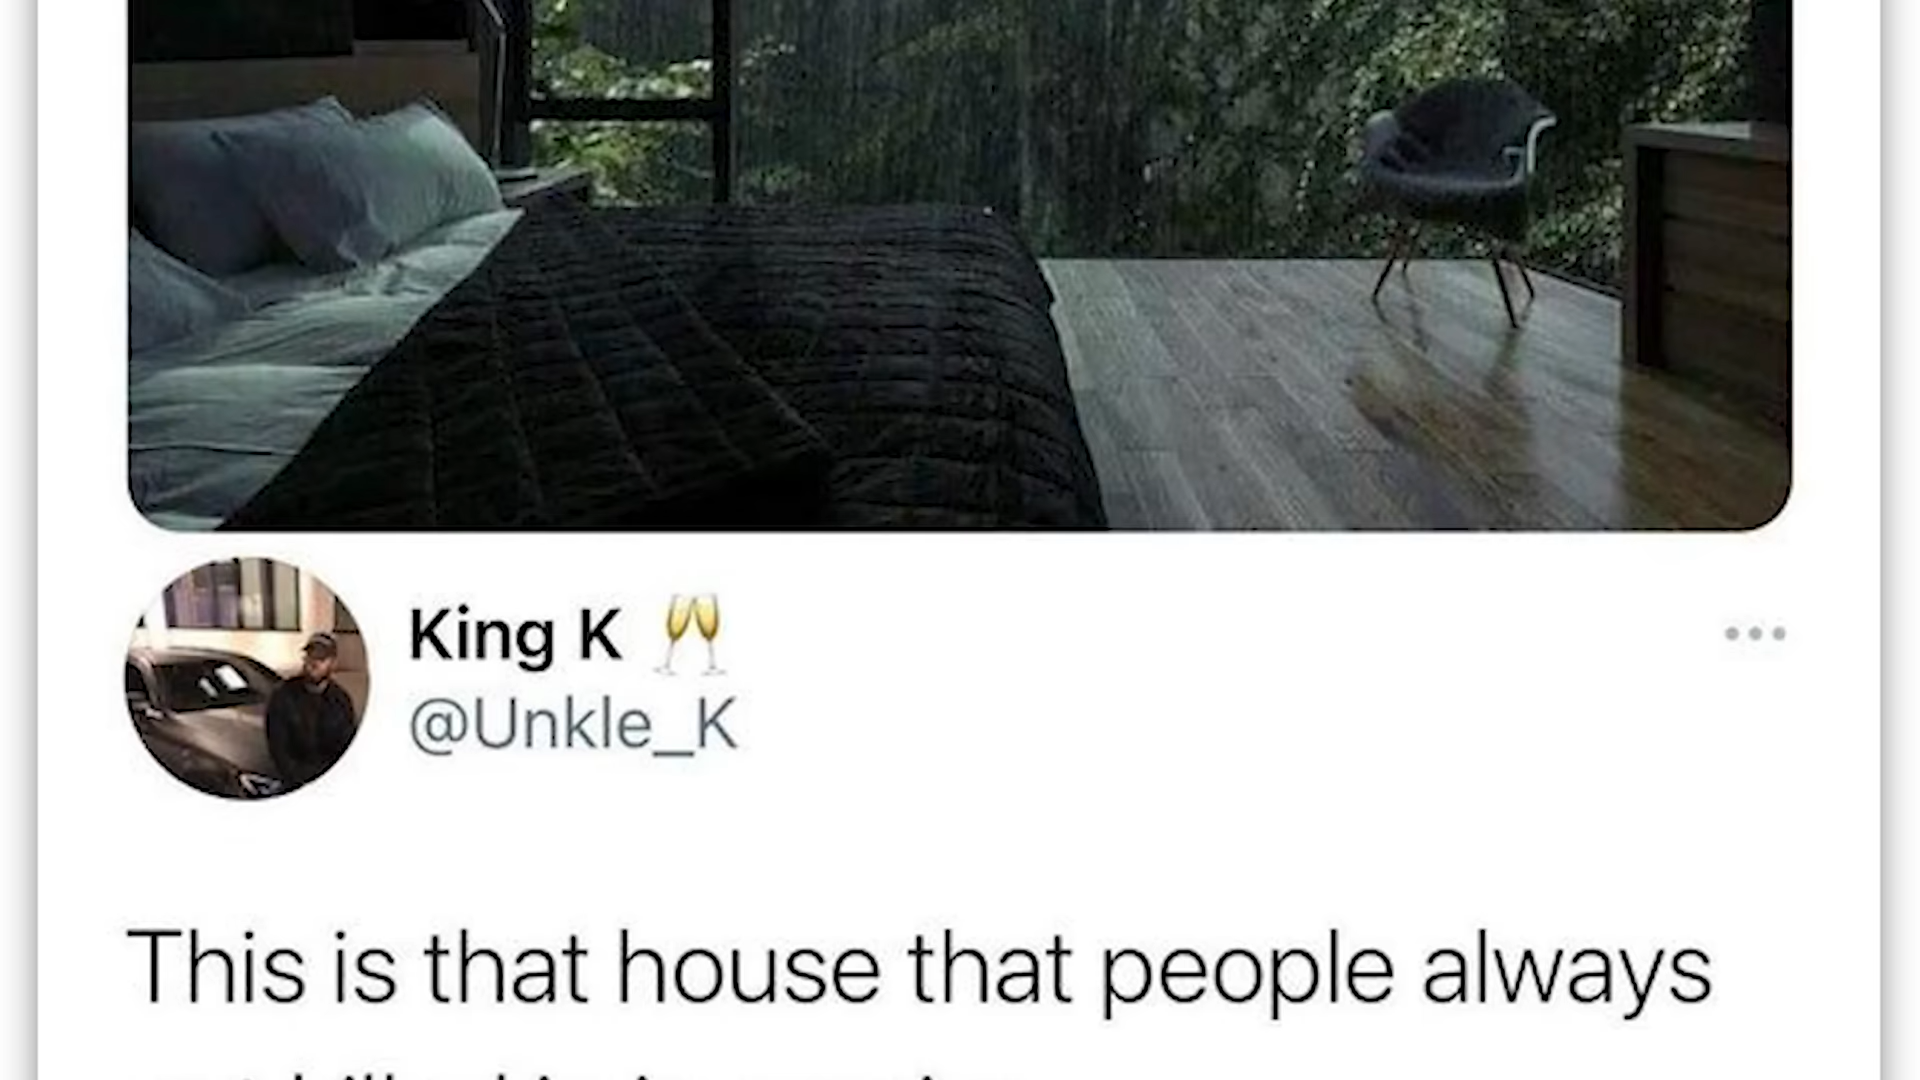 King K 🥂
@Unkle_K
This is that house that people always